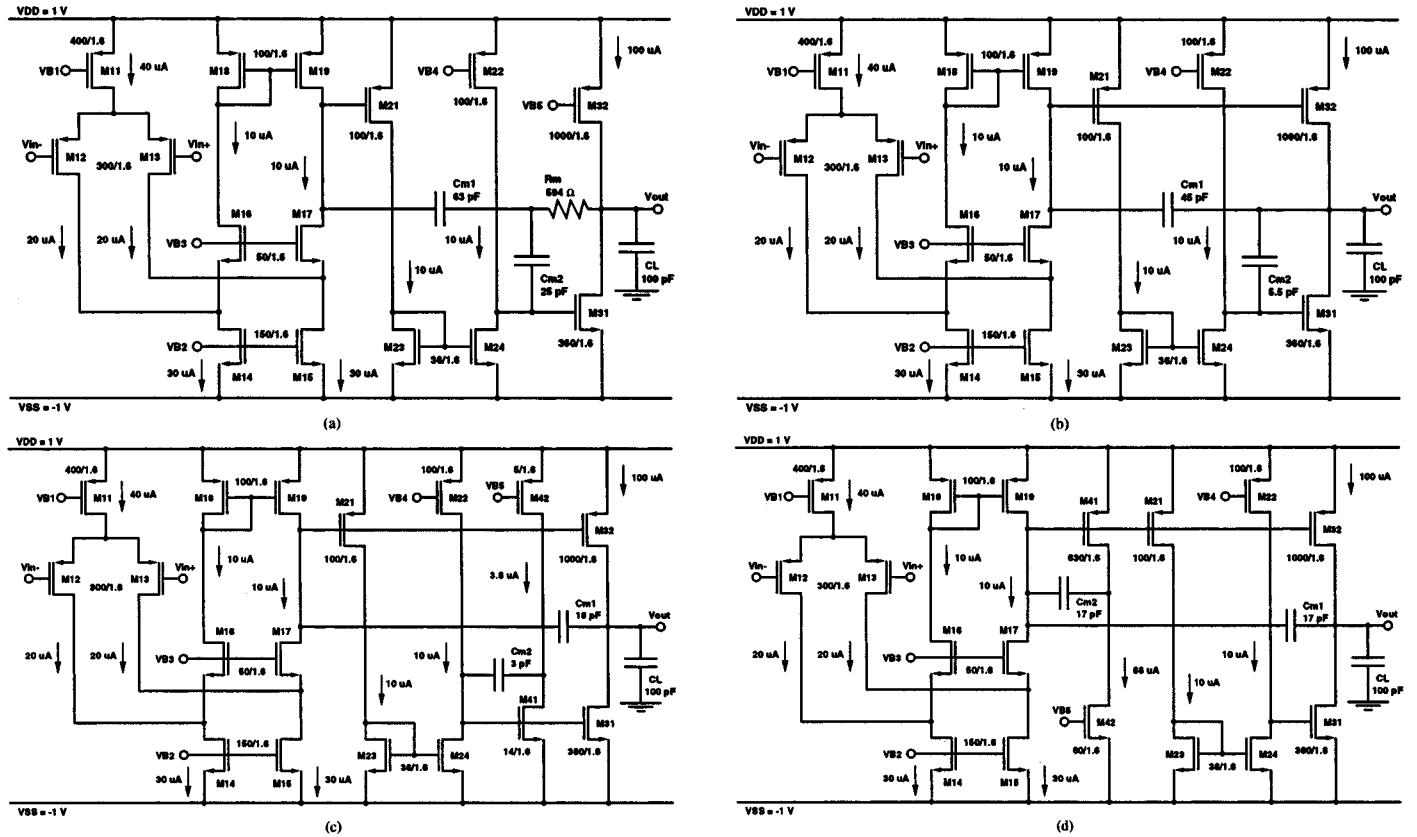 VDD = 1 V
400/1.6
VB1
M11
40 uA
M18
100/1.6
M19
M21
100/1.6
VB4
M22
100/1.6
100 uA
VB5
M32
1000/1.6
Vin-
M12
300/1.6
M13
Vin+
10 uA
10 uA
Cm1
63 pF
Rm
594 Ω
Vout
M16
M17
20 uA
20 uA
VB3
50/1.6
10 uA
10 uA
Cm2
25 pF
CL
100 pF
M31
360/1.6
VB2
150/1.6
30 uA
M14
M15
30 uA
M23
36/1.6
M24
VSS = -1 V
(a)
VDD = 1 V
400/1.6
VB1
M11
40 uA
M18
100/1.6
M19
M21
100/1.6
100/1.6
VB4
M22
100 uA
M32
1000/1.6
Vin-
M12
300/1.6
M13
Vin+
10 uA
10 uA
Cm1
45 pF
Vout
M16
M17
20 uA
20 uA
VB3
50/1.6
10 uA
10 uA
Cm2
5.5 pF
CL
100 pF
M31
360/1.6
VB2
150/1.6
30 uA
M14
M15
30 uA
M23
36/1.6
M24
VSS = -1 V
(b)
VDD = 1 V
400/1.6
VB1
M11
40 uA
M18
100/1.6
M19
M21
100/1.6
100/1.6
VB4
M22
5/1.6
VB5
M42
100 uA
M32
1000/1.6
Vin-
M12
300/1.6
M13
Vin+
10 uA
10 uA
3.8 uA
Cm1
18 pF
Vout
M16
M17
20 uA
20 uA
VB3
50/1.6
10 uA
10 uA
Cm2
3 pF
CL
100 pF
M41
14/1.6
M31
360/1.6
VB2
150/1.6
30 uA
M14
M15
30 uA
M23
36/1.6
M24
VSS = -1 V
(c)
VDD = 1 V
400/1.6
VB1
M11
40 uA
M18
100/1.6
M19
M41
630/1.6
M21
100/1.6
100/1.6
VB4
M22
100 uA
M32
1000/1.6
Vin-
M12
300/1.6
M13
Vin+
10 uA
10 uA
Cm2
17 pF
Cm1
17 pF
Vout
M16
M17
20 uA
20 uA
VB3
50/1.6
66 uA
10 uA
10 uA
CL
100 pF
VB5
M42
60/1.6
M31
360/1.6
VB2
150/1.6
30 uA
M14
M15
30 uA
M23
36/1.6
M24
VSS = -1 V
(d)